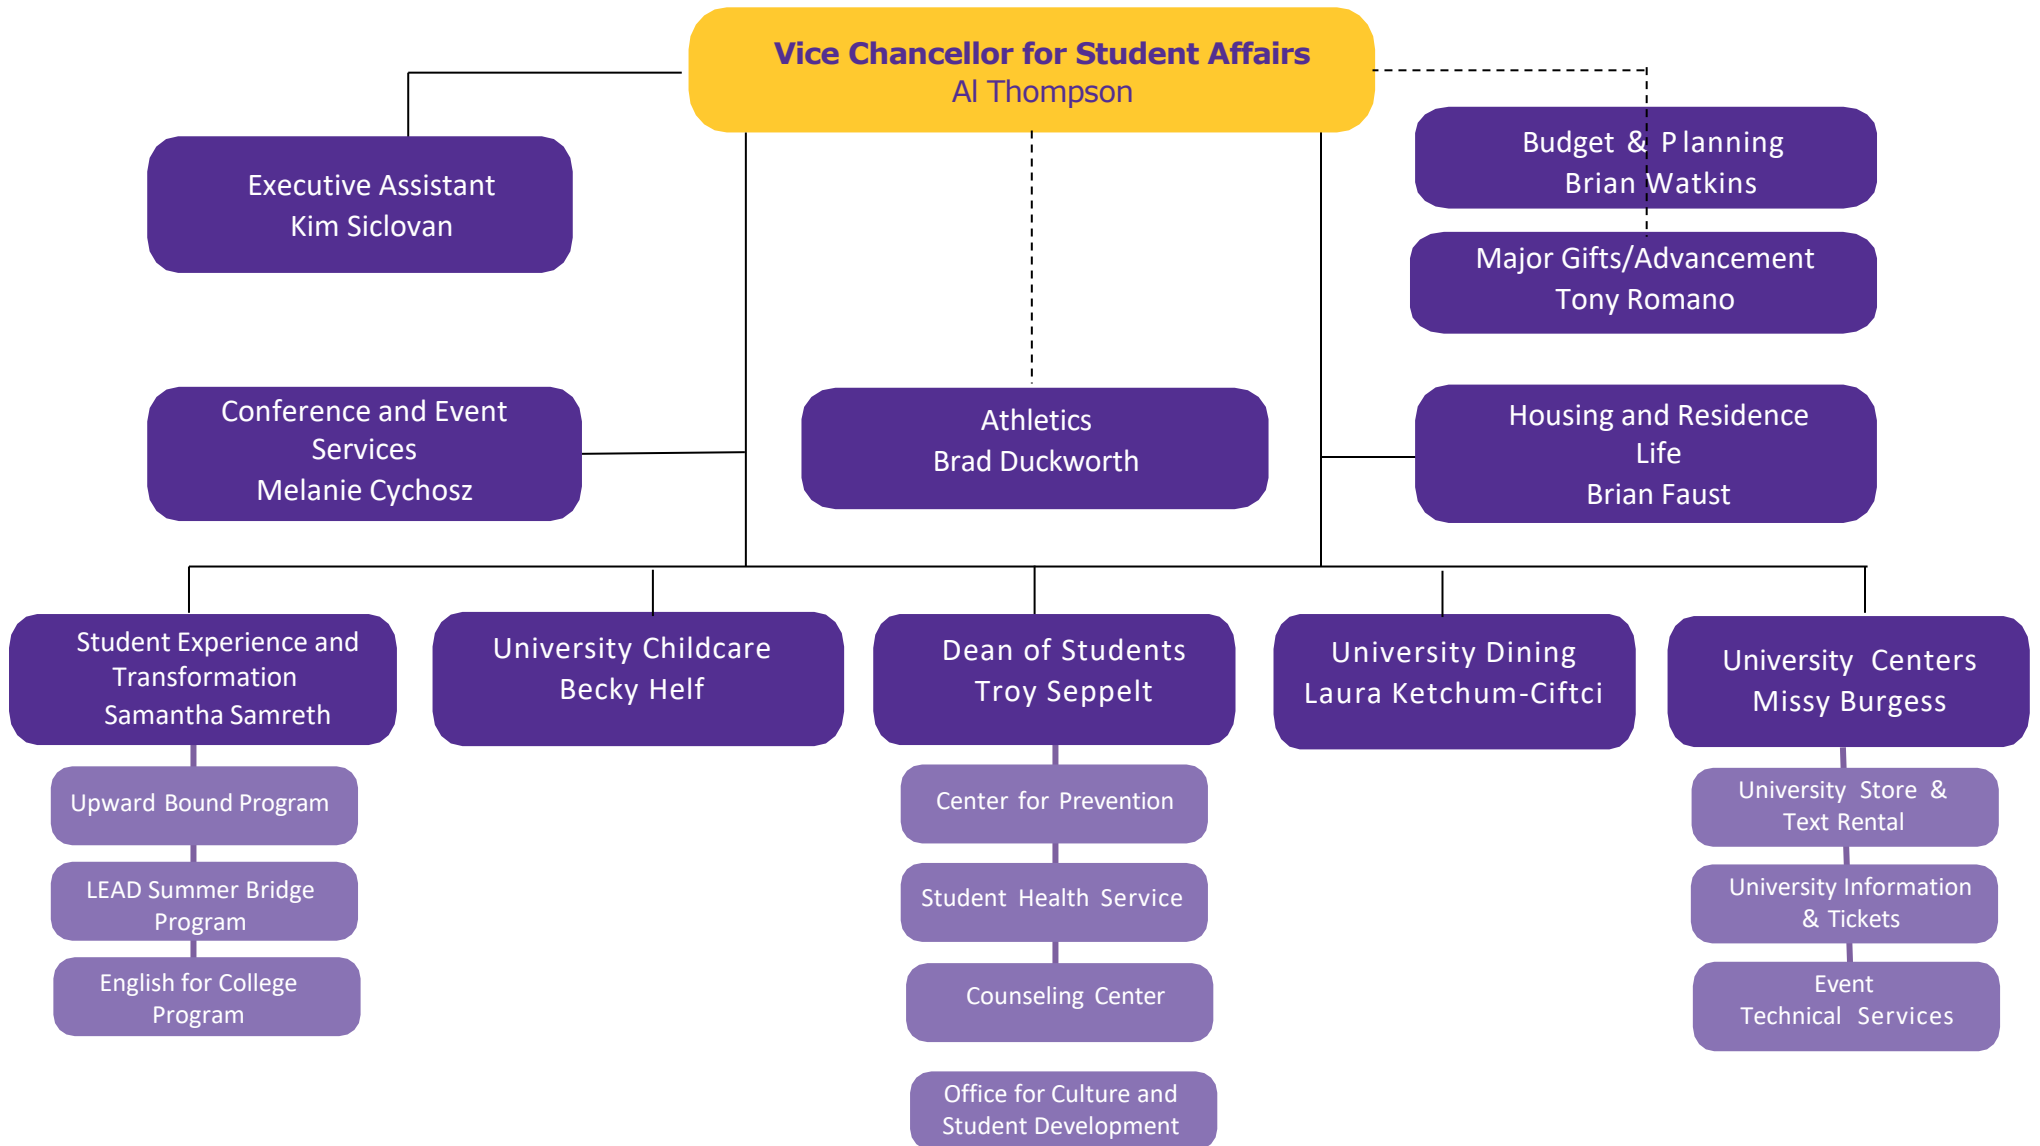 Vice Chancellor for Student Affairs
Al Thompson
Executive Assistant
Kim Siclovan
Budget & Planning
Brian Watkins
Major Gifts/Advancement
Tony Romano
Conference and Event
Services
Melanie Cychosz
Athletics
Brad Duckworth
Housing and Residence
Life
Brian Faust
Student Experience and
Transformation
Samantha Samreth
University Childcare
Becky Helf
Dean of Students
Troy Seppelt
University Dining
Laura Ketchum-Ciftci
University Centers
Missy Burgess
Upward Bound Program
LEAD Summer Bridge
Program
English for College
Program
Center for Prevention
Student Health Service
Counseling Center
Office for Culture and
Student Development
University Store &
Text Rental
University Information
& Tickets
Event
Technical Services